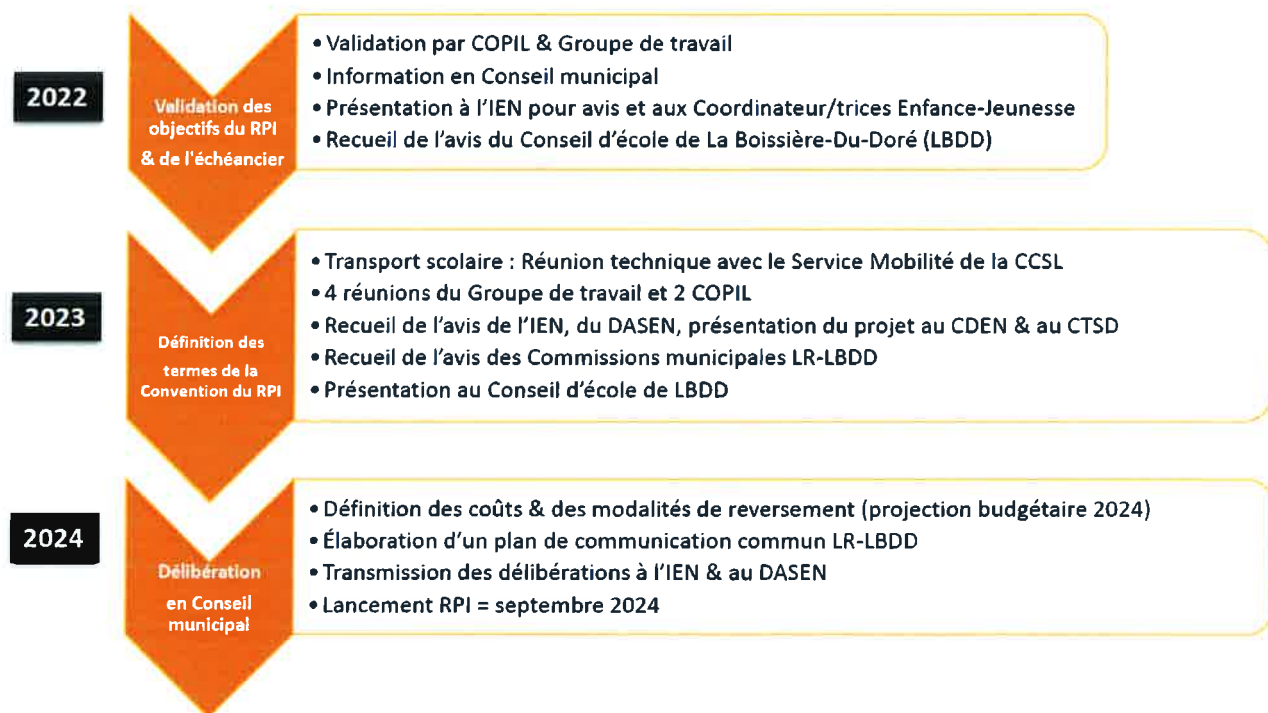 2022
Validation des
objectifs du RPI
& de l'échéancier
• Validation par COPIL & Groupe de travail
• Information en Conseil municipal
• Présentation à l'IEN pour avis et aux Coordinateur/trices Enfance-Jeunesse
• Recueil de l'avis du Conseil d'école de La Boissière-Du-Doré (LBDD)
2023
Définition des
termes de la
Convention du RPI
• Transport scolaire : Réunion technique avec le Service Mobilité de la CCSL
• 4 réunions du Groupe de travail et 2 COPIL
• Recueil de l'avis de l'IEN, du DASEN, présentation du projet au CDEN & au CTSD
• Recueil de l'avis des Commissions municipales LR-LBDD
• Présentation au Conseil d'école de LBDD
2024
Délibération
en Conseil
municipal
• Définition des coûts & des modalités de reversement (projection budgétaire 2024)
• Élaboration d'un plan de communication commun LR-LBDD
• Transmission des délibérations à l'IEN & au DASEN
• Lancement RPI = septembre 2024